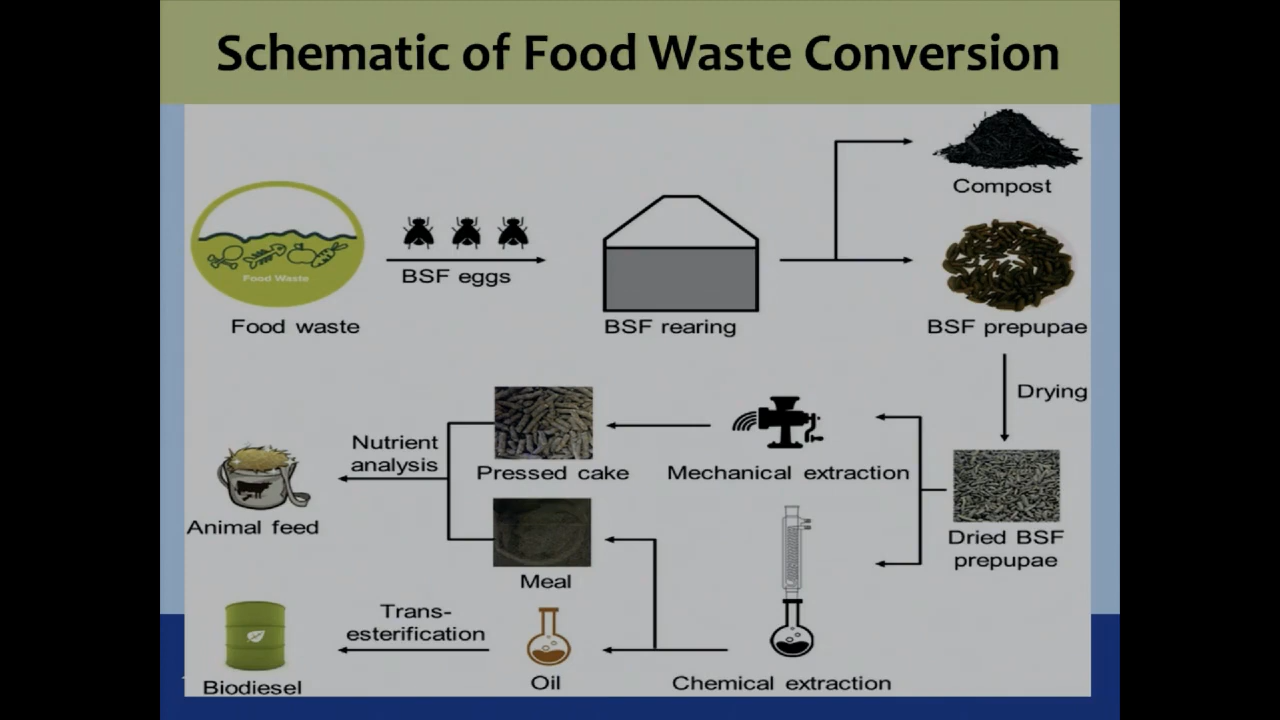 Schematic of Food Waste Conversion
Compost
BSF eggs
Food Waste
Food waste
BSF rearing
BSF prepupae
Drying
Nutrient
analysis
Pressed cake
Mechanical extraction
Animal feed
Dried BSF
prepupae
Meal
Trans-
esterification
Biodiesel
Oil
Chemical extraction